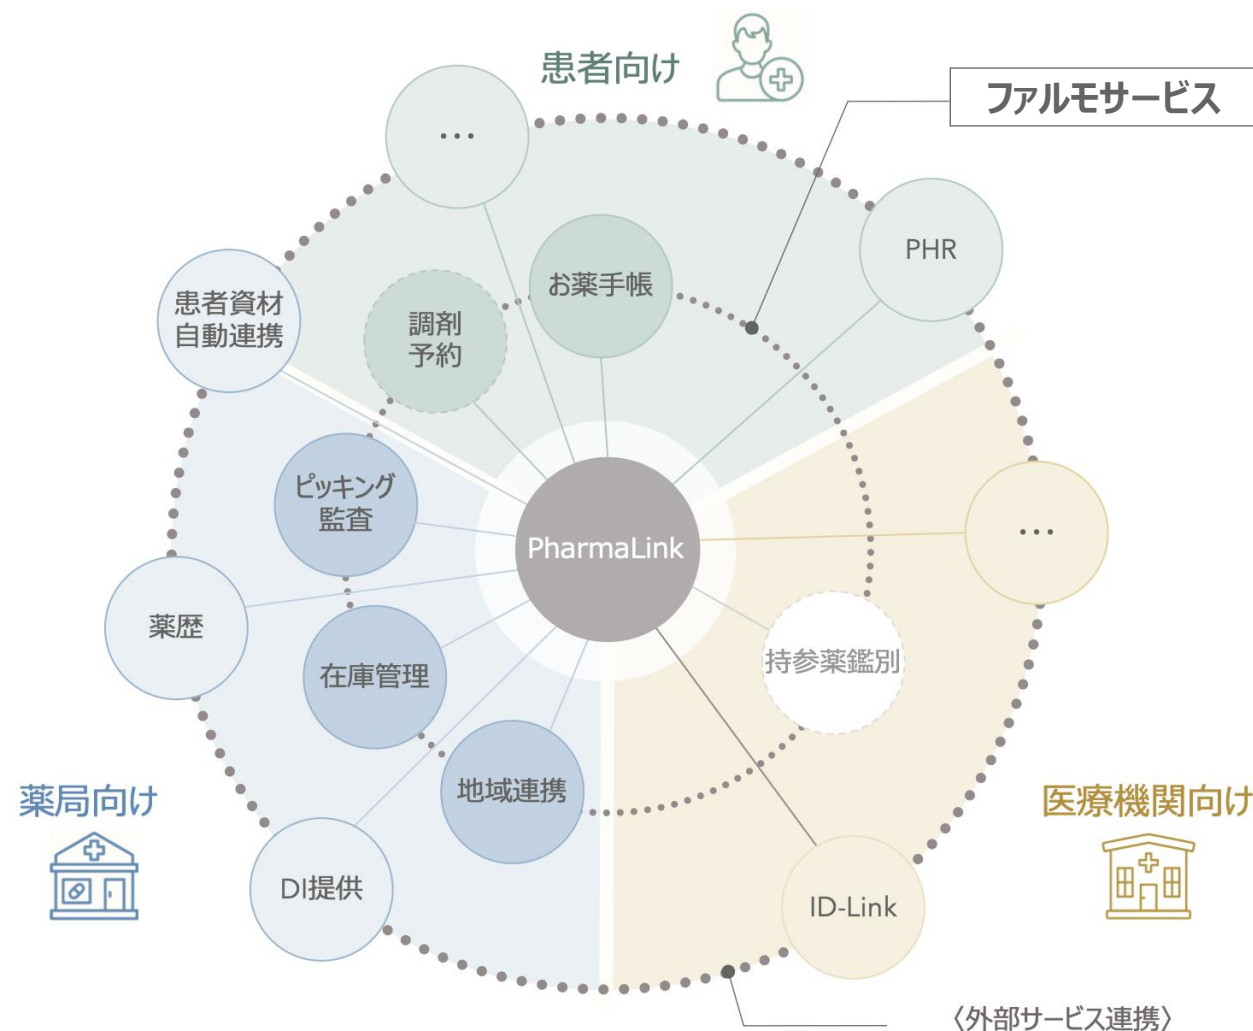 患者向け
ファルモサービス
…
PHR
お薬手帳
患者資材
自動連携
調剤
予約
ピッキング
監査
PharmaLink
…
薬歴
在庫管理
持参薬鑑別
地域連携
薬局向け
医療機関向け
DI提供
ID-Link
〈外部サービス連携〉